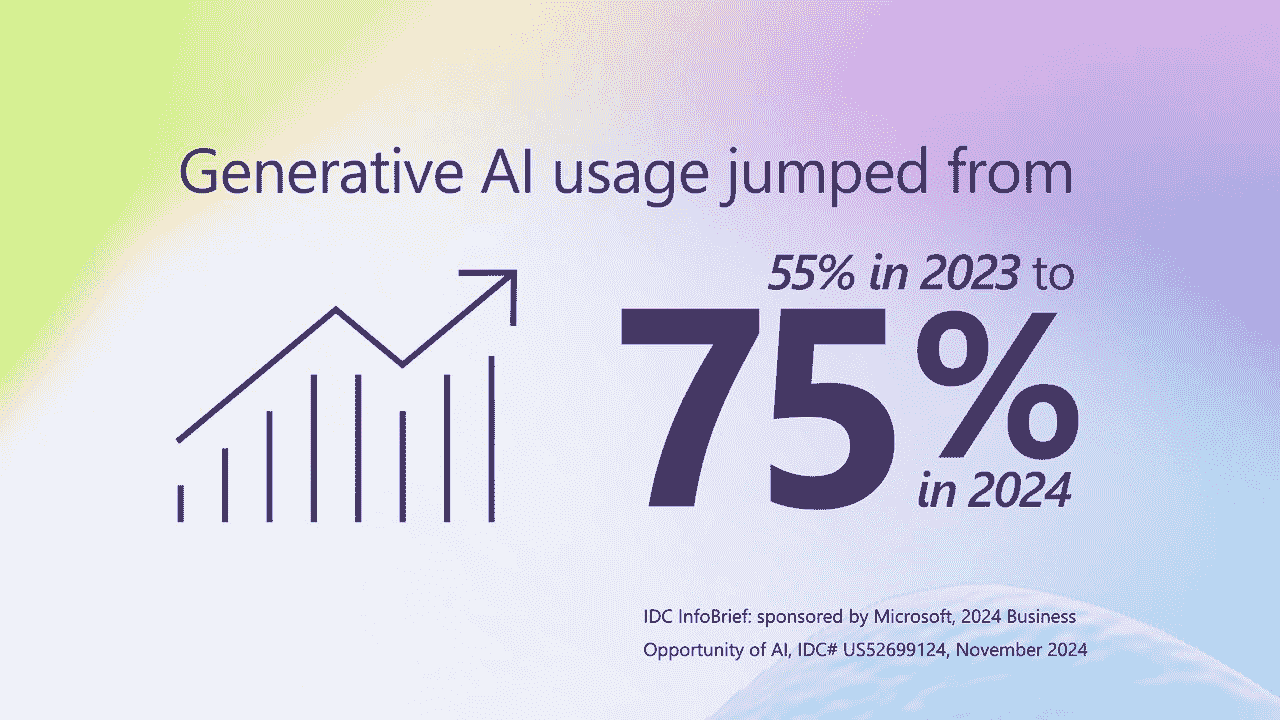 Generative AI usage jumped from
55% in 2023 to
75%
in 2024
IDC InfoBrief: sponsored by Microsoft, 2024 Business
Opportunity of AI, IDC# US52699124, November 2024